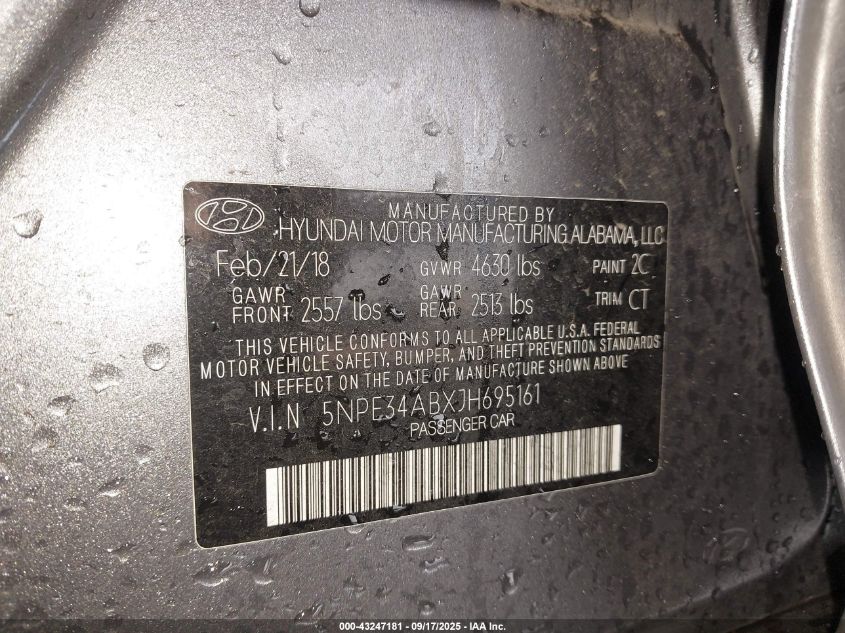 MANUFACTURED BY
HYUNDAI MOTOR MANUFACTURING ALABAMA, LLC
Feb/21/18 GVWR 4630 lbs PAINT 2C
GAWR FRONT 2557 lbs GAWR REAR 2513 lbs TRIM CT
THIS VEHICLE CONFORMS TO ALL APPLICABLE U.S.A. FEDERAL
MOTOR VEHICLE SAFETY, BUMPER, AND THEFT PREVENTION STANDARDS
IN EFFECT ON THE DATE OF MANUFACTURE SHOWN ABOVE
V.I.N 5NPE34ABXJH695161
PASSENGER CAR
000-43247181 - 09/17/2025 - IAA Inc.